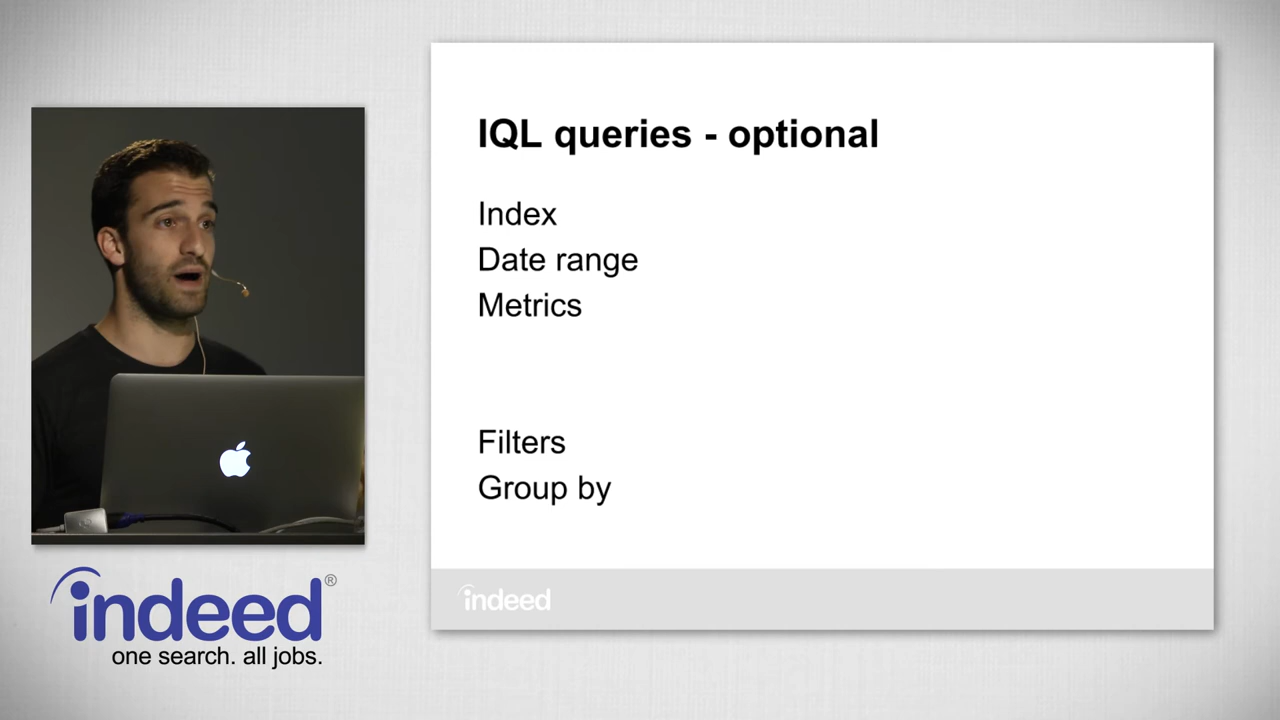 IQL queries - optional
Index
Date range
Metrics
Filters
Group by
indeed
indeed®
one search. all jobs.